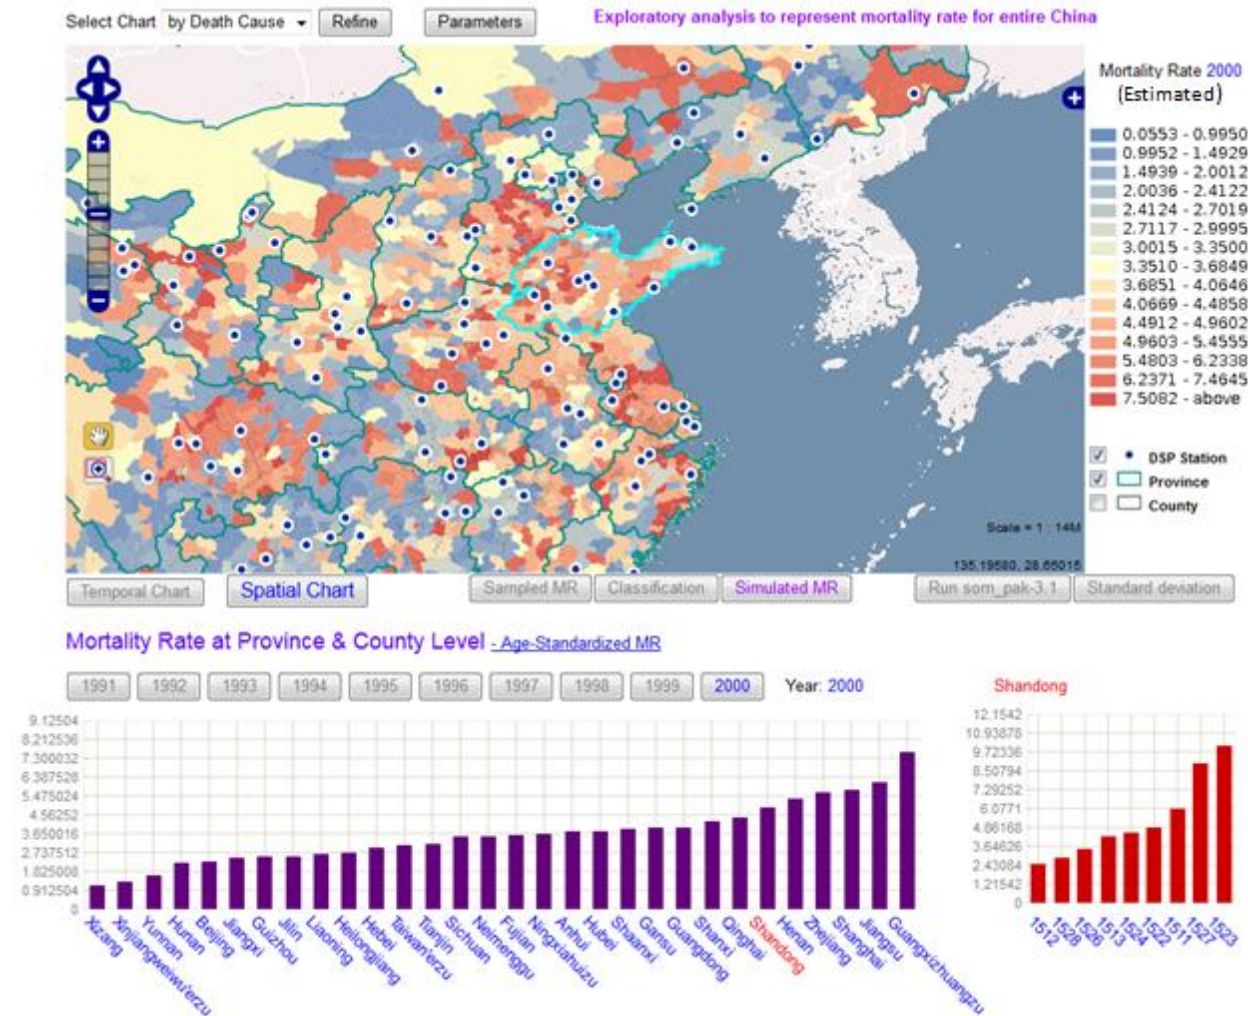 Select Chart by Death Cause Refine Parameters Exploratory analysis to represent mortality rate for entire China
Mortality Rate 2000
(Estimated)
0.0553 - 0.9950
0.9952 - 1.4929
1.4939 - 2.0012
2.0036 - 2.4122
2.4124 - 2.7019
2.7117 - 2.9995
3.0015 - 3.3500
3.3510 - 3.6849
3.6851 - 4.0646
4.0669 - 4.4858
4.4912 - 4.9602
4.9603 - 5.4555
5.4803 - 6.2338
6.2371 - 7.4645
7.5082 - above
DSP Station
Province
County
Scale = 1 : 14M
135.19580, 28.66016
Temporal Chart Spatial Chart Sampled MR Classification Simulated MR Run som_pak-3.1 Standard deviation
Mortality Rate at Province & County Level - Age-Standardized MR
1991 1992 1993 1994 1995 1996 1997 1998 1999 2000 Year: 2000
Shandong
9.12504
8.212536
7.300032
6.387528
5.475024
4.56252
3.650016
2.737512
1.825008
0.912504
0
Xizang
Xinjiangweiwu'erzu
Yunnan
Hunan
Beijing
Jiangxi
Guizhou
Jilin
Liaoning
Heilongjiang
Hebei
Taiwan'erzu
Tianjin
Sichuan
Neimenggu
Fujian
Ningxiahuizu
Anhui
Hubei
Shaanxi
Gansu
Guangdong
Shanxi
Qinghai
Shandong
Henan
Zhejiang
Shanghai
Jiangsu
Guangxizhuangzu
12.1542
10.93878
9.72336
8.50794
7.29252
6.0771
4.86168
3.64626
2.43084
1.21542
0
1512
1528
1526
1513
1524
1522
1511
1527
1523